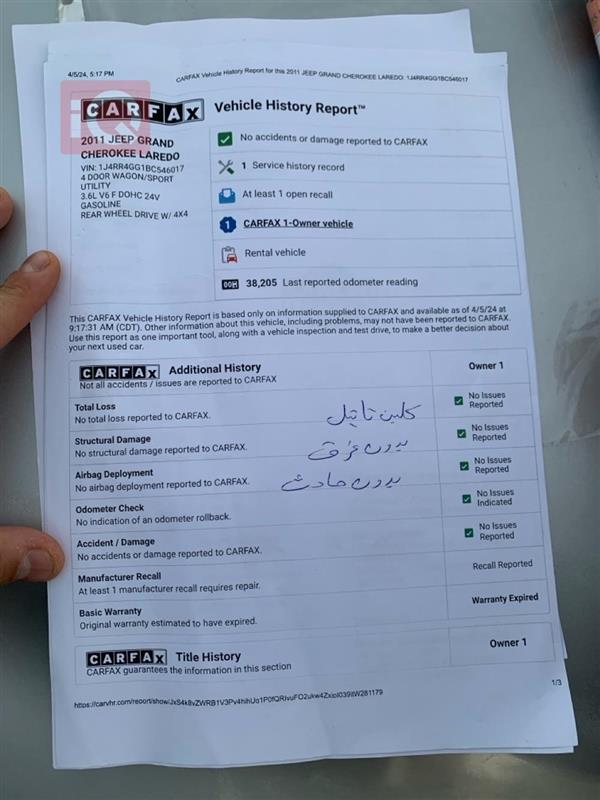 4/5/24, 5:17 PM
CARFAX Vehicle History Report for this 2011 JEEP GRAND CHEROKEE LAREDO: 1J4RR4GG1BC546017
CARFAX Vehicle History Report™
2011 JEEP GRAND
CHEROKEE LAREDO
VIN: 1J4RR4GG1BC546017
4 DOOR WAGON/SPORT
UTILITY
3.6L V6 F DOHC 24V
GASOLINE
REAR WHEEL DRIVE W/ 4X4
No accidents or damage reported to CARFAX
1 Service history record
At least 1 open recall
1 CARFAX 1-Owner vehicle
Rental vehicle
38,205 Last reported odometer reading
This CARFAX Vehicle History Report is based only on information supplied to CARFAX and available as of 4/5/24 at
9:17:31 AM (CDT). Other information about this vehicle, including problems, may not have been reported to CARFAX.
Use this report as one important tool, along with a vehicle inspection and test drive, to make a better decision about
your next used car.
CARFAX Additional History
Not all accidents / issues are reported to CARFAX
Owner 1
Total Loss
No total loss reported to CARFAX.
کلین تایتل
No Issues
Reported
Structural Damage
No structural damage reported to CARFAX.
بدون غرق
No Issues
Reported
Airbag Deployment
No airbag deployment reported to CARFAX.
بدون حادث
No Issues
Reported
Odometer Check
No indication of an odometer rollback.
No Issues
Indicated
Accident / Damage
No accidents or damage reported to CARFAX.
No Issues
Reported
Manufacturer Recall
At least 1 manufacturer recall requires repair.
Recall Reported
Basic Warranty
Original warranty estimated to have expired.
Warranty Expired
CARFAX Title History
CARFAX guarantees the information in this section
Owner 1
1/3